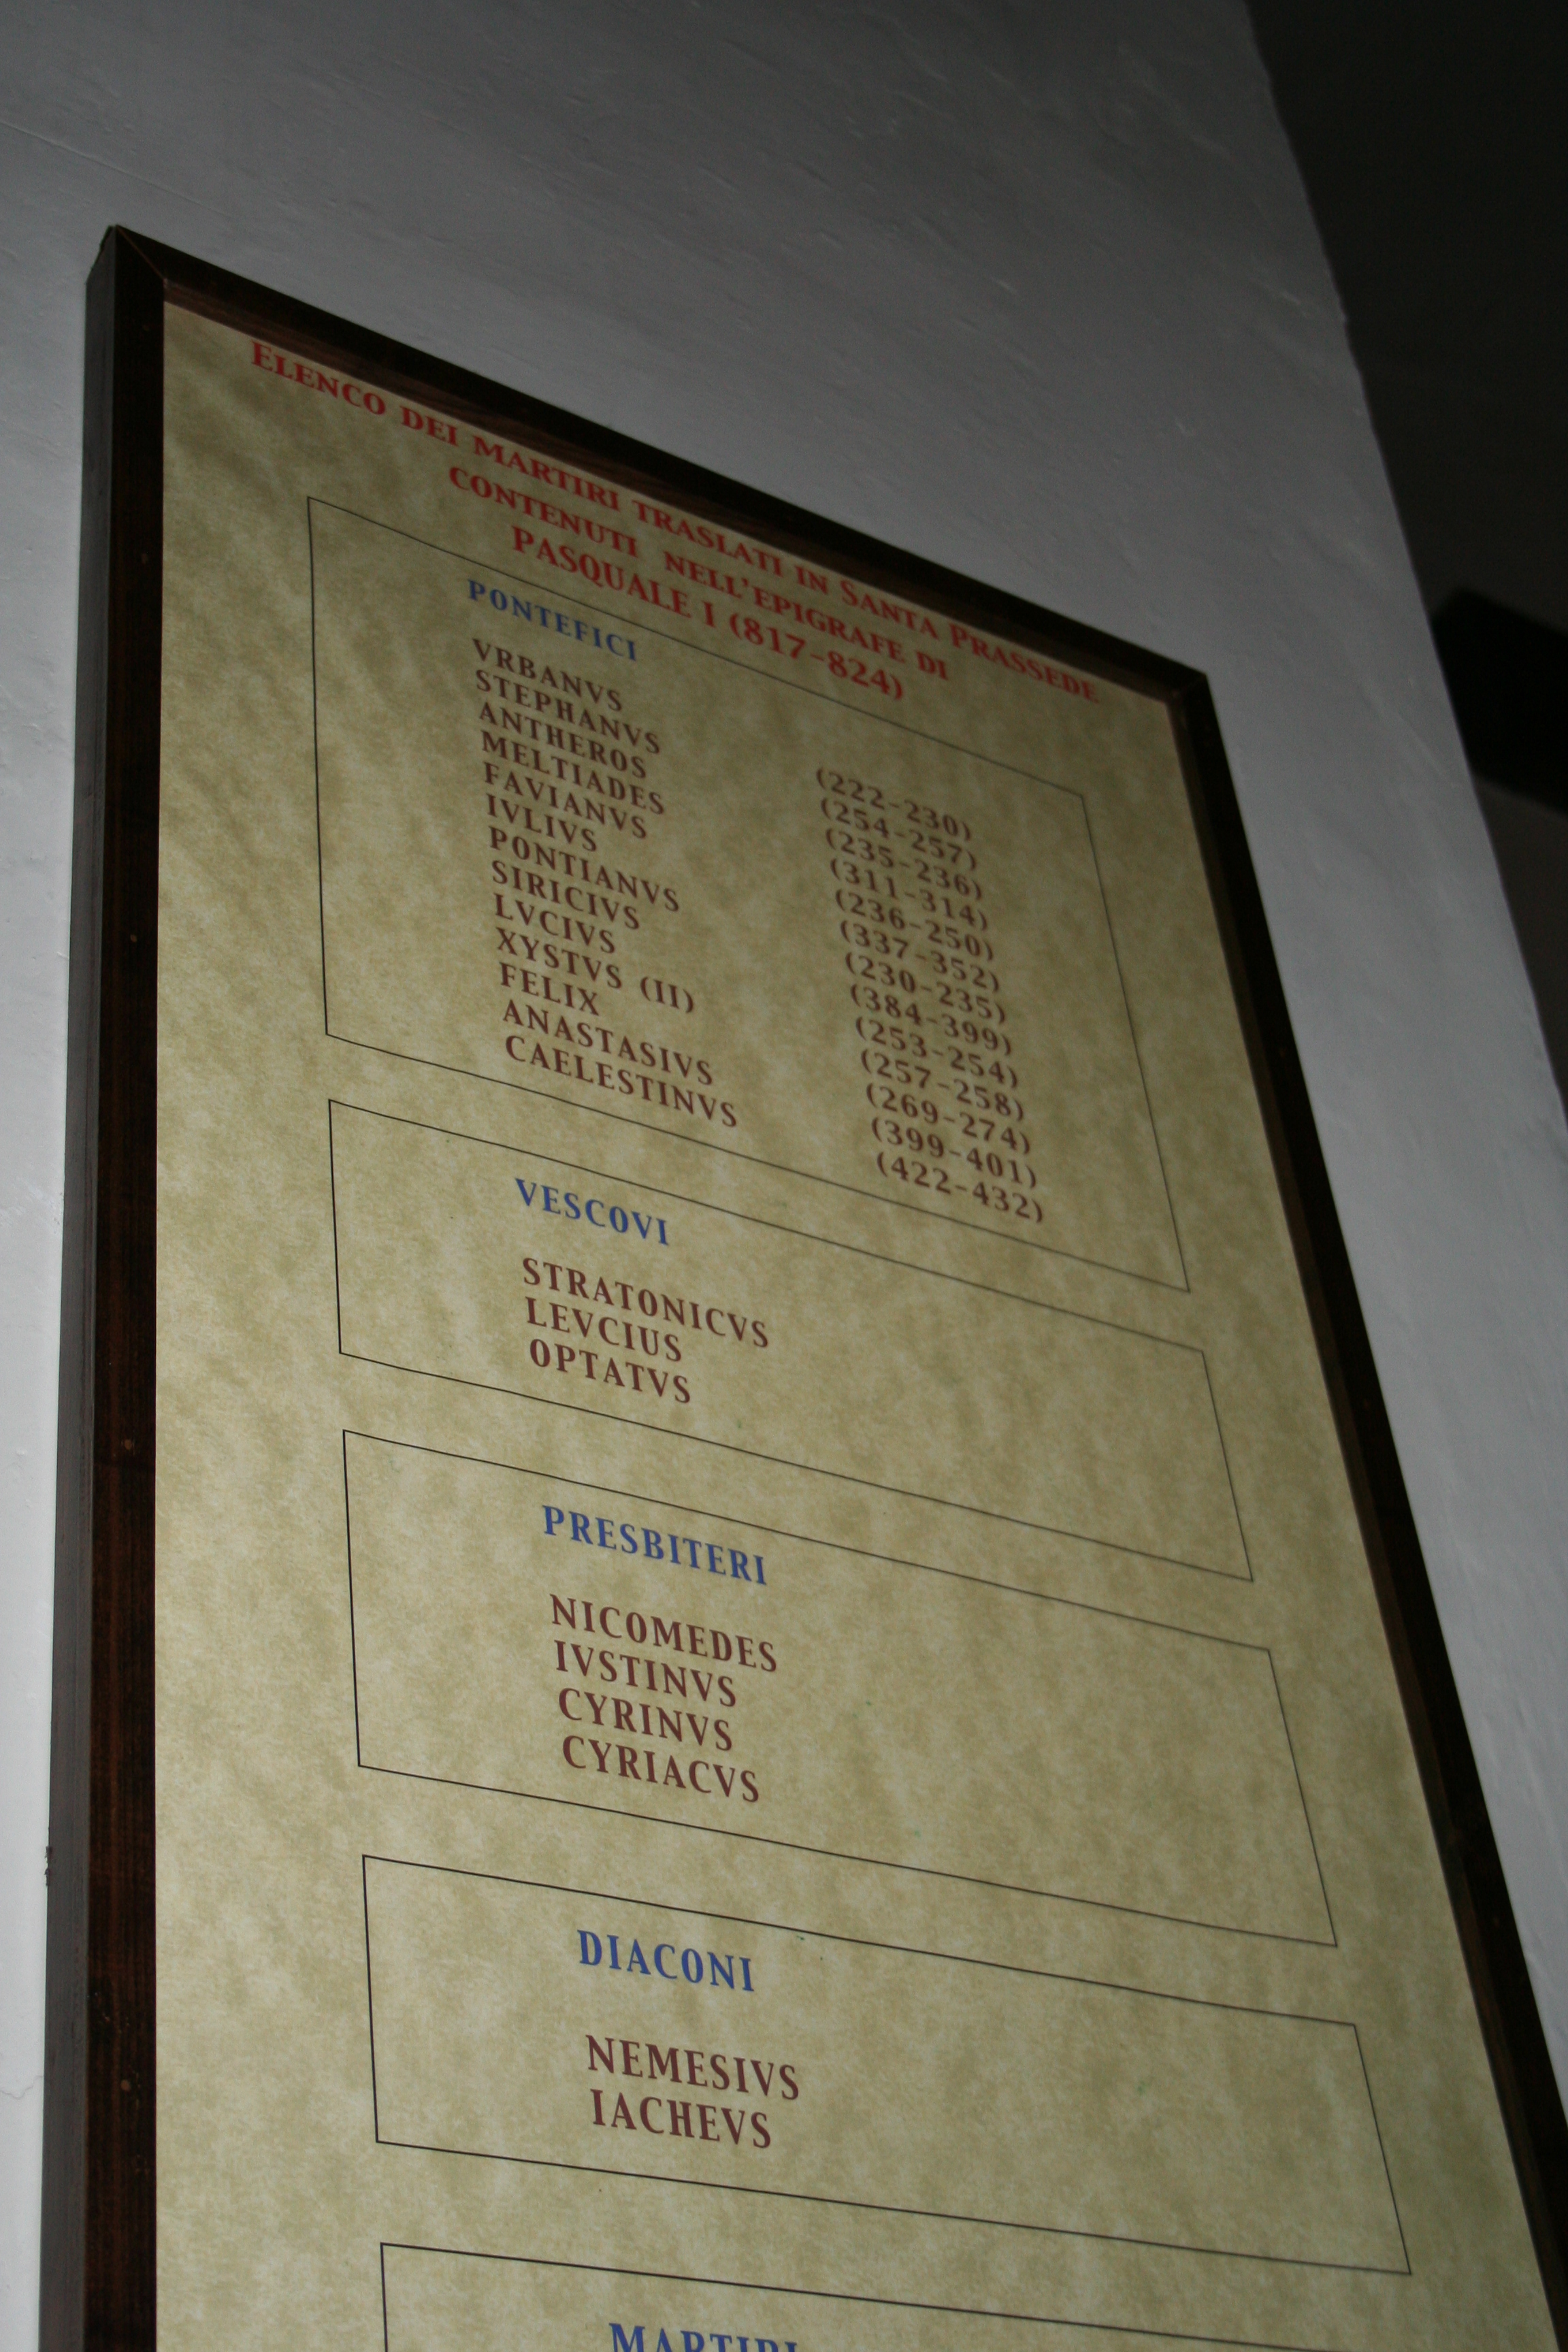 ELENCO DEI MARTIRI TRASLATI IN SANTA PRASSEDE
CONTENUTI NELL'EPIGRAFE DI
PASQUALE I (817-824)
PONTEFICI
VRBANVS (222-230)
STEPHANVS (254-257)
ANTHEROS (235-236)
MELTIADES (311-314)
FAVIANVS (236-250)
IVLIVS (337-352)
PONTIANVS (230-235)
SIRICIVS (384-399)
LVCIVS (253-254)
XYSTVS (II) (257-258)
FELIX (269-274)
ANASTASIVS (399-401)
CAELESTINVS (422-432)
VESCOVI
STRATONICVS
LEVCIUS
OPTATVS
PRESBITERI
NICOMEDES
IVSTINVS
CYRINVS
CYRIACVS
DIACONI
NEMESIVS
IACHEVS
MARTIRI